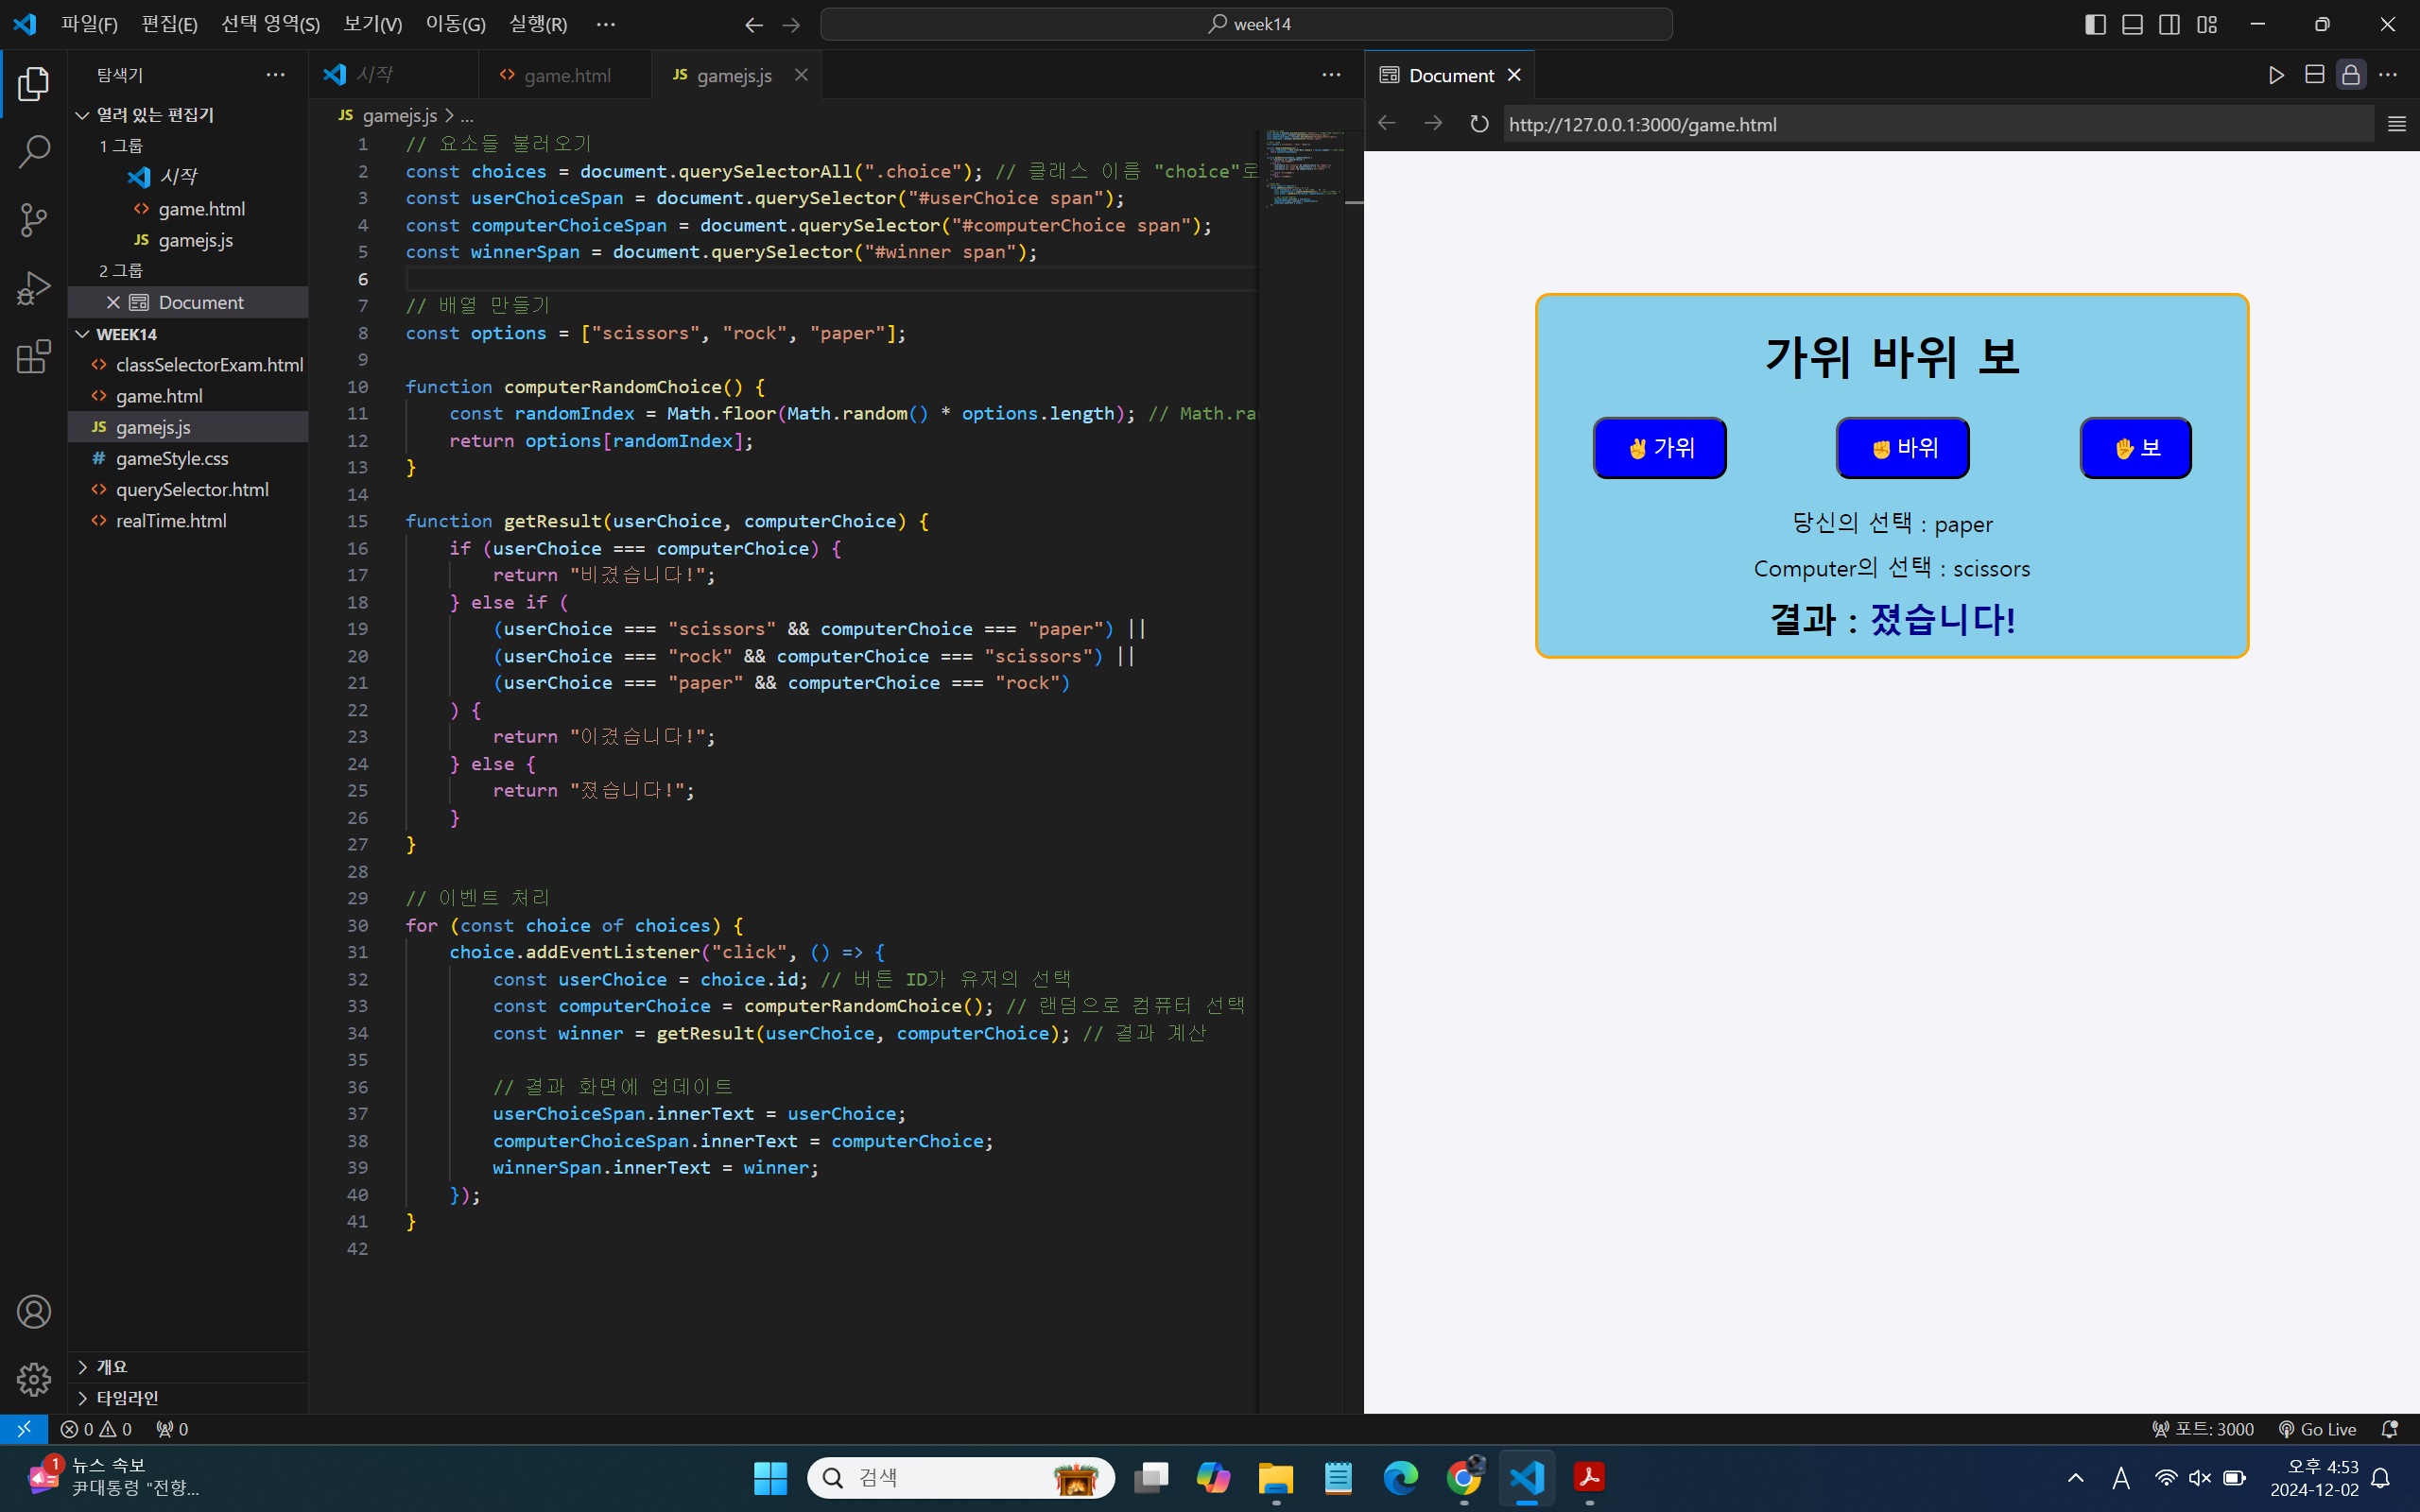 파일(F) 편집(E) 선택 영역(S) 보기(V) 이동(G) 실행(R) ···
week14
탐색기
열려 있는 편집기
1 그룹
시작
game.html
gamejs.js
2 그룹
Document
WEEK14
classSelectorExam.html
game.html
gamejs.js
gameStyle.css
querySelector.html
realTime.html
개요
타임라인
시작 game.html JS gamejs.js
JS gamejs.js > ...
1 // 요소들 불러오기
2 const choices = document.querySelectorAll(".choice"); // 클래스 이름 "choice"로
3 const userChoiceSpan = document.querySelector("#userChoice span");
4 const computerChoiceSpan = document.querySelector("#computerChoice span");
5 const winnerSpan = document.querySelector("#winner span");
6
7 // 배열 만들기
8 const options = ["scissors", "rock", "paper"];
9
10 function computerRandomChoice() {
11 const randomIndex = Math.floor(Math.random() * options.length); // Math.ra
12 return options[randomIndex];
13 }
14
15 function getResult(userChoice, computerChoice) {
16 if (userChoice === computerChoice) {
17 return "비겼습니다!";
18 } else if (
19 (userChoice === "scissors" && computerChoice === "paper") ||
20 (userChoice === "rock" && computerChoice === "scissors") ||
21 (userChoice === "paper" && computerChoice === "rock")
22 ) {
23 return "이겼습니다!";
24 } else {
25 return "졌습니다!";
26 }
27 }
28
29 // 이벤트 처리
30 for (const choice of choices) {
31 choice.addEventListener("click", () => {
32 const userChoice = choice.id; // 버튼 ID가 유저의 선택
33 const computerChoice = computerRandomChoice(); // 랜덤으로 컴퓨터 선택
34 const winner = getResult(userChoice, computerChoice); // 결과 계산
35
36 // 결과 화면에 업데이트
37 userChoiceSpan.innerText = userChoice;
38 computerChoiceSpan.innerText = computerChoice;
39 winnerSpan.innerText = winner;
40 });
41 }
42
Document
http://127.0.0.1:3000/game.html
가위 바위 보
✌가위 ✊바위 ✋보
당신의 선택 : paper
Computer의 선택 : scissors
결과 : 졌습니다!
0 0 0
포트: 3000 Go Live
1 뉴스 속보
尹대통령 "전향...
검색
A
오후 4:53
2024-12-02